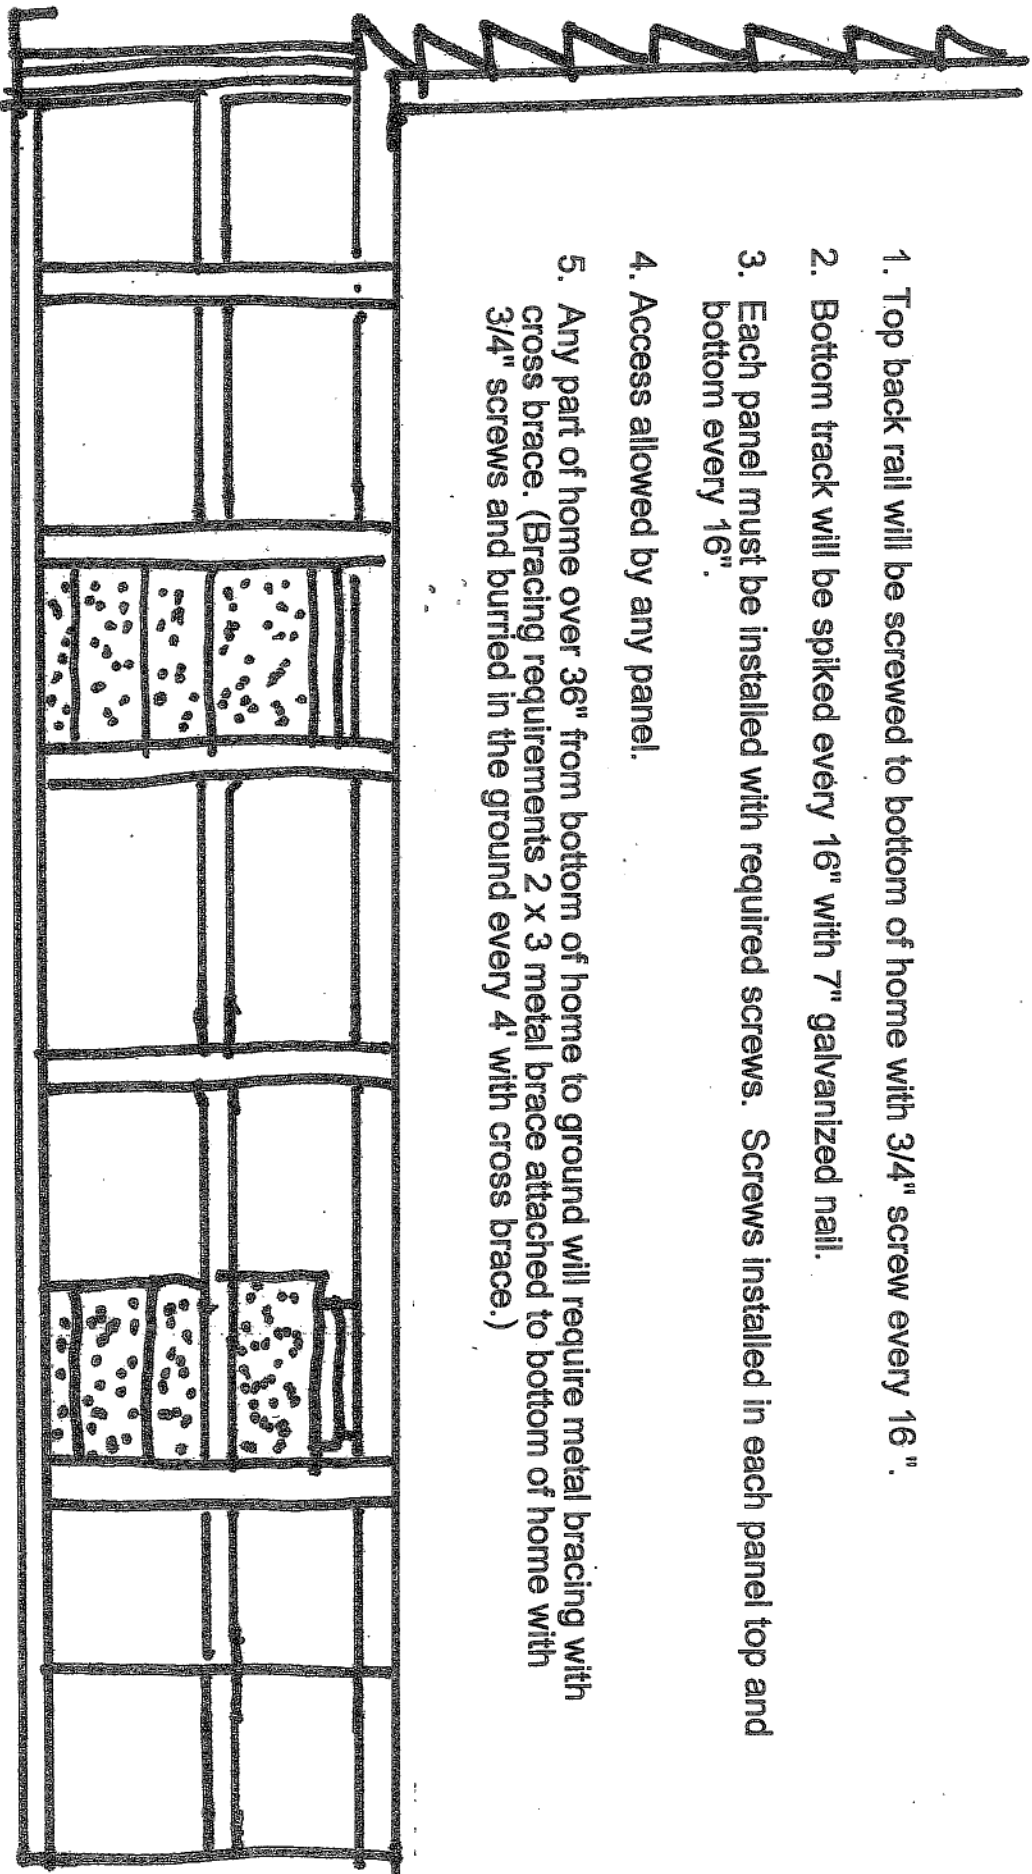 1. Top back rail will be screwed to bottom of home with 3/4" screw every 16 ".
2. Bottom track will be spiked every 16" with 7" galvanized nail.
3. Each panel must be installed with required screws. Screws installed in each panel top and
bottom every 16".
4. Access allowed by any panel.
5. Any part of home over 36" from bottom of home to ground will require metal bracing with
cross brace. (Bracing requirements 2 x 3 metal brace attached to bottom of home with
3/4" screws and burried in the ground every 4' with cross brace.)